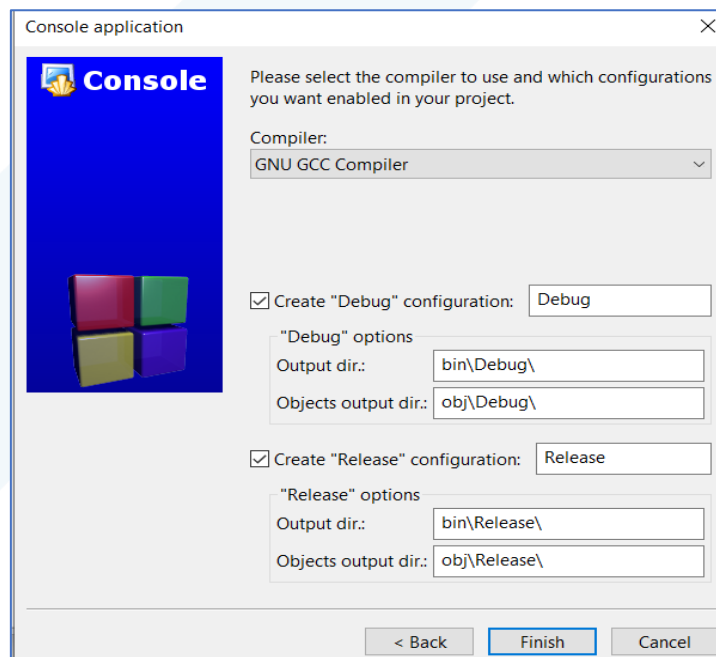 Console application
Console
Please select the compiler to use and which configurations
you want enabled in your project.
Compiler:
GNU GCC Compiler
Create "Debug" configuration: Debug
"Debug" options
Output dir.: bin\Debug\
Objects output dir.: obj\Debug\
Create "Release" configuration: Release
"Release" options
Output dir.: bin\Release\
Objects output dir.: obj\Release\
< Back Finish Cancel